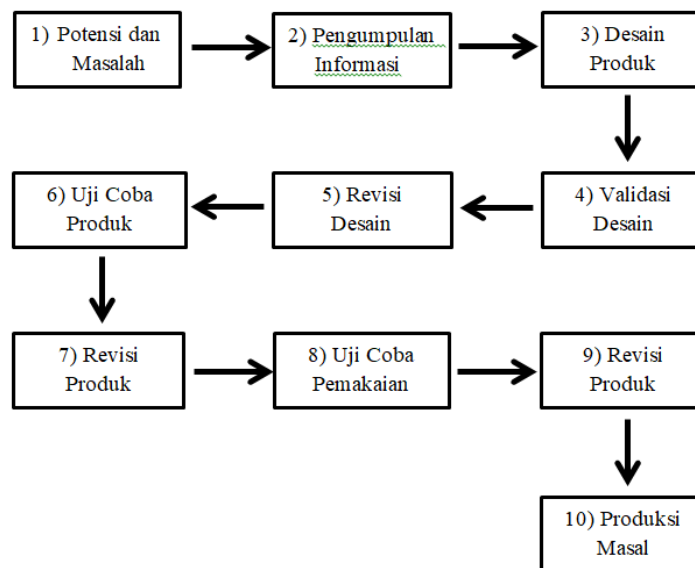 1) Potensi dan
Masalah
2) Pengumpulan
Informasi
3) Desain
Produk
4) Validasi
Desain
5) Revisi
Desain
6) Uji Coba
Produk
7) Revisi
Produk
8) Uji Coba
Pemakaian
9) Revisi
Produk
10) Produksi
Masal